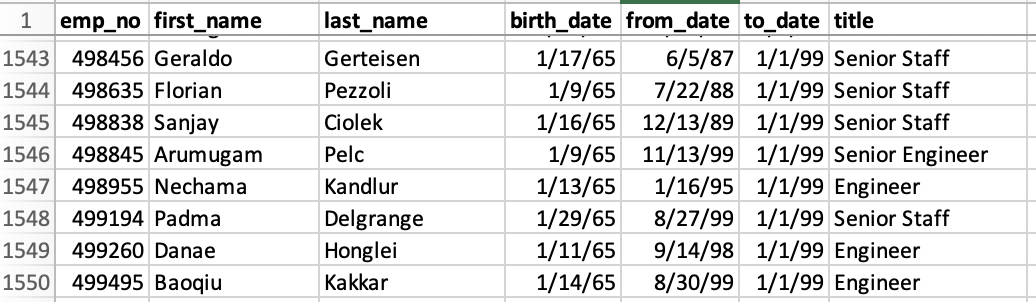 1 emp_no first_name last_name birth_date from_date to_date title
1543 498456 Geraldo Gerteisen 1/17/65 6/5/87 1/1/99 Senior Staff
1544 498635 Florian Pezzoli 1/9/65 7/22/88 1/1/99 Senior Staff
1545 498838 Sanjay Ciolek 1/16/65 12/13/89 1/1/99 Senior Staff
1546 498845 Arumugam Pelc 1/9/65 11/13/99 1/1/99 Senior Engineer
1547 498955 Nechama Kandlur 1/13/65 1/16/95 1/1/99 Engineer
1548 499194 Padma Delgrange 1/29/65 8/27/99 1/1/99 Senior Staff
1549 499260 Danae Honglei 1/11/65 9/14/98 1/1/99 Engineer
1550 499495 Baoqiu Kakkar 1/14/65 8/30/99 1/1/99 Engineer